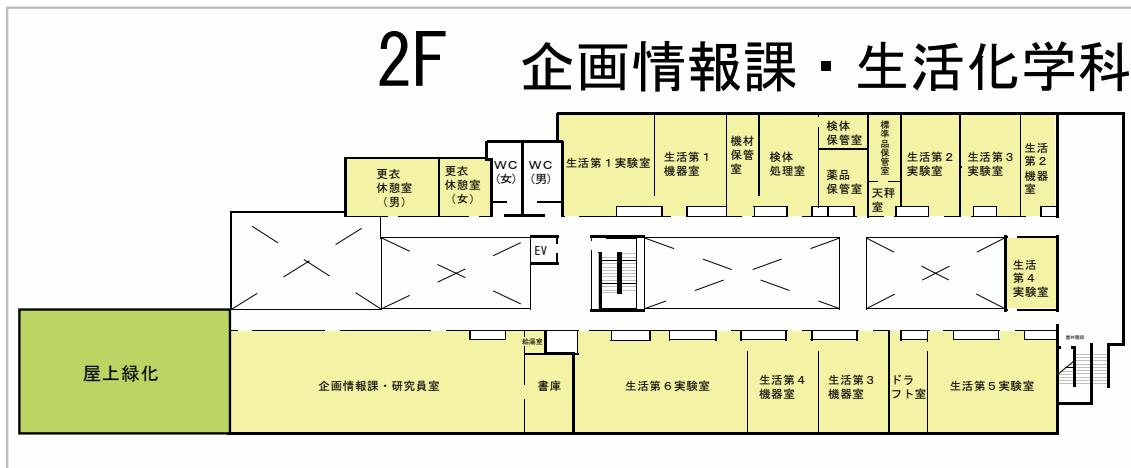 2F 企画情報課・生活化学科
更衣
休憩室
（男）
更衣
休憩室
（女）
WC
（女）
WC
（男）
生活第１実験室
生活第１
機器室
機材
保管
室
検体
処理室
検体
保管室
薬品
保管室
標準品保管室
天秤
室
生活第２
実験室
生活第３
実験室
生活
第２
機器
室
EV
生活
第４
実験室
屋上緑化
企画情報課・研究員室
給湯室
書庫
生活第６実験室
生活第４
機器室
生活第３
機器室
ドラ
フト室
生活第５実験室
屋外階段